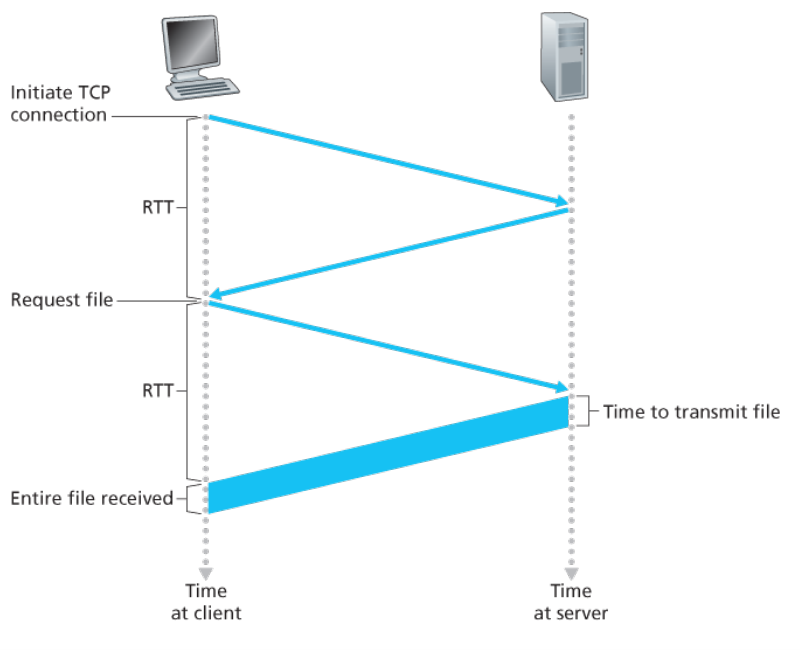 Initiate TCP
connection
RTT
Request file
RTT
Time to transmit file
Entire file received
Time
at client
Time
at server